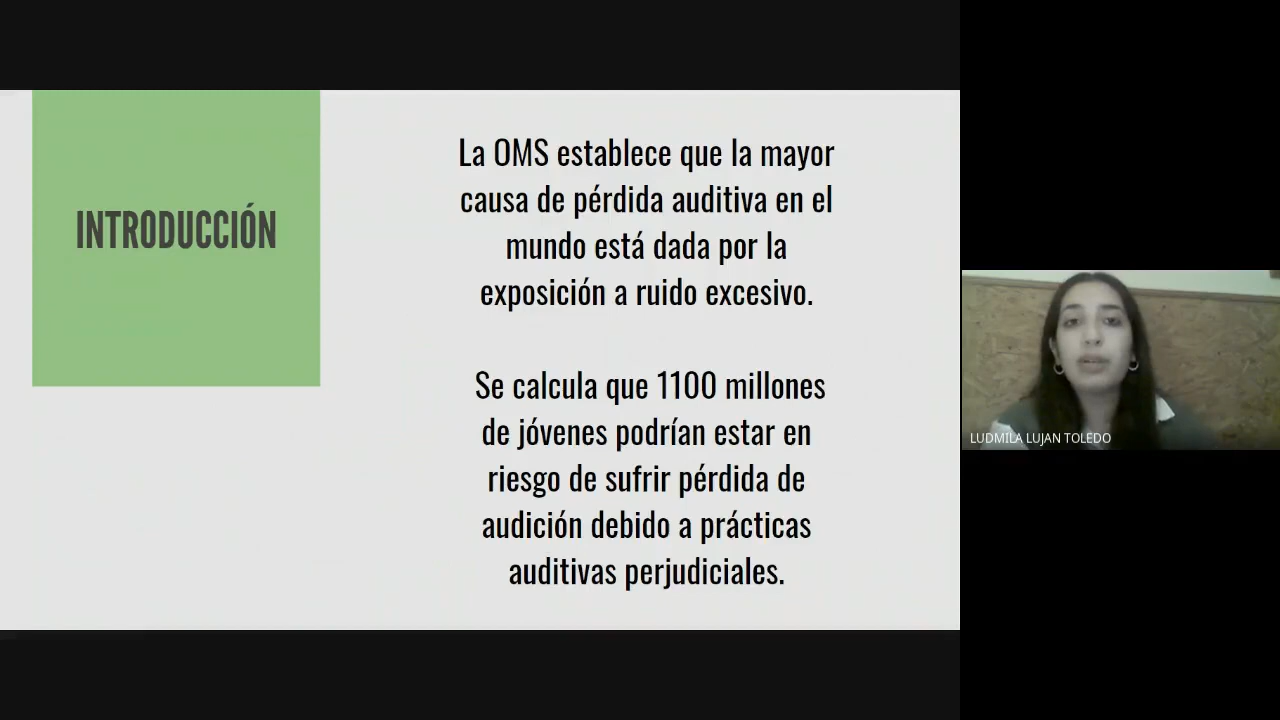 INTRODUCCIÓN
La OMS establece que la mayor
causa de pérdida auditiva en el
mundo está dada por la
exposición a ruido excesivo.
Se calcula que 1100 millones
de jóvenes podrían estar en
riesgo de sufrir pérdida de
audición debido a prácticas
auditivas perjudiciales.
LUDMILA LUJAN TOLEDO